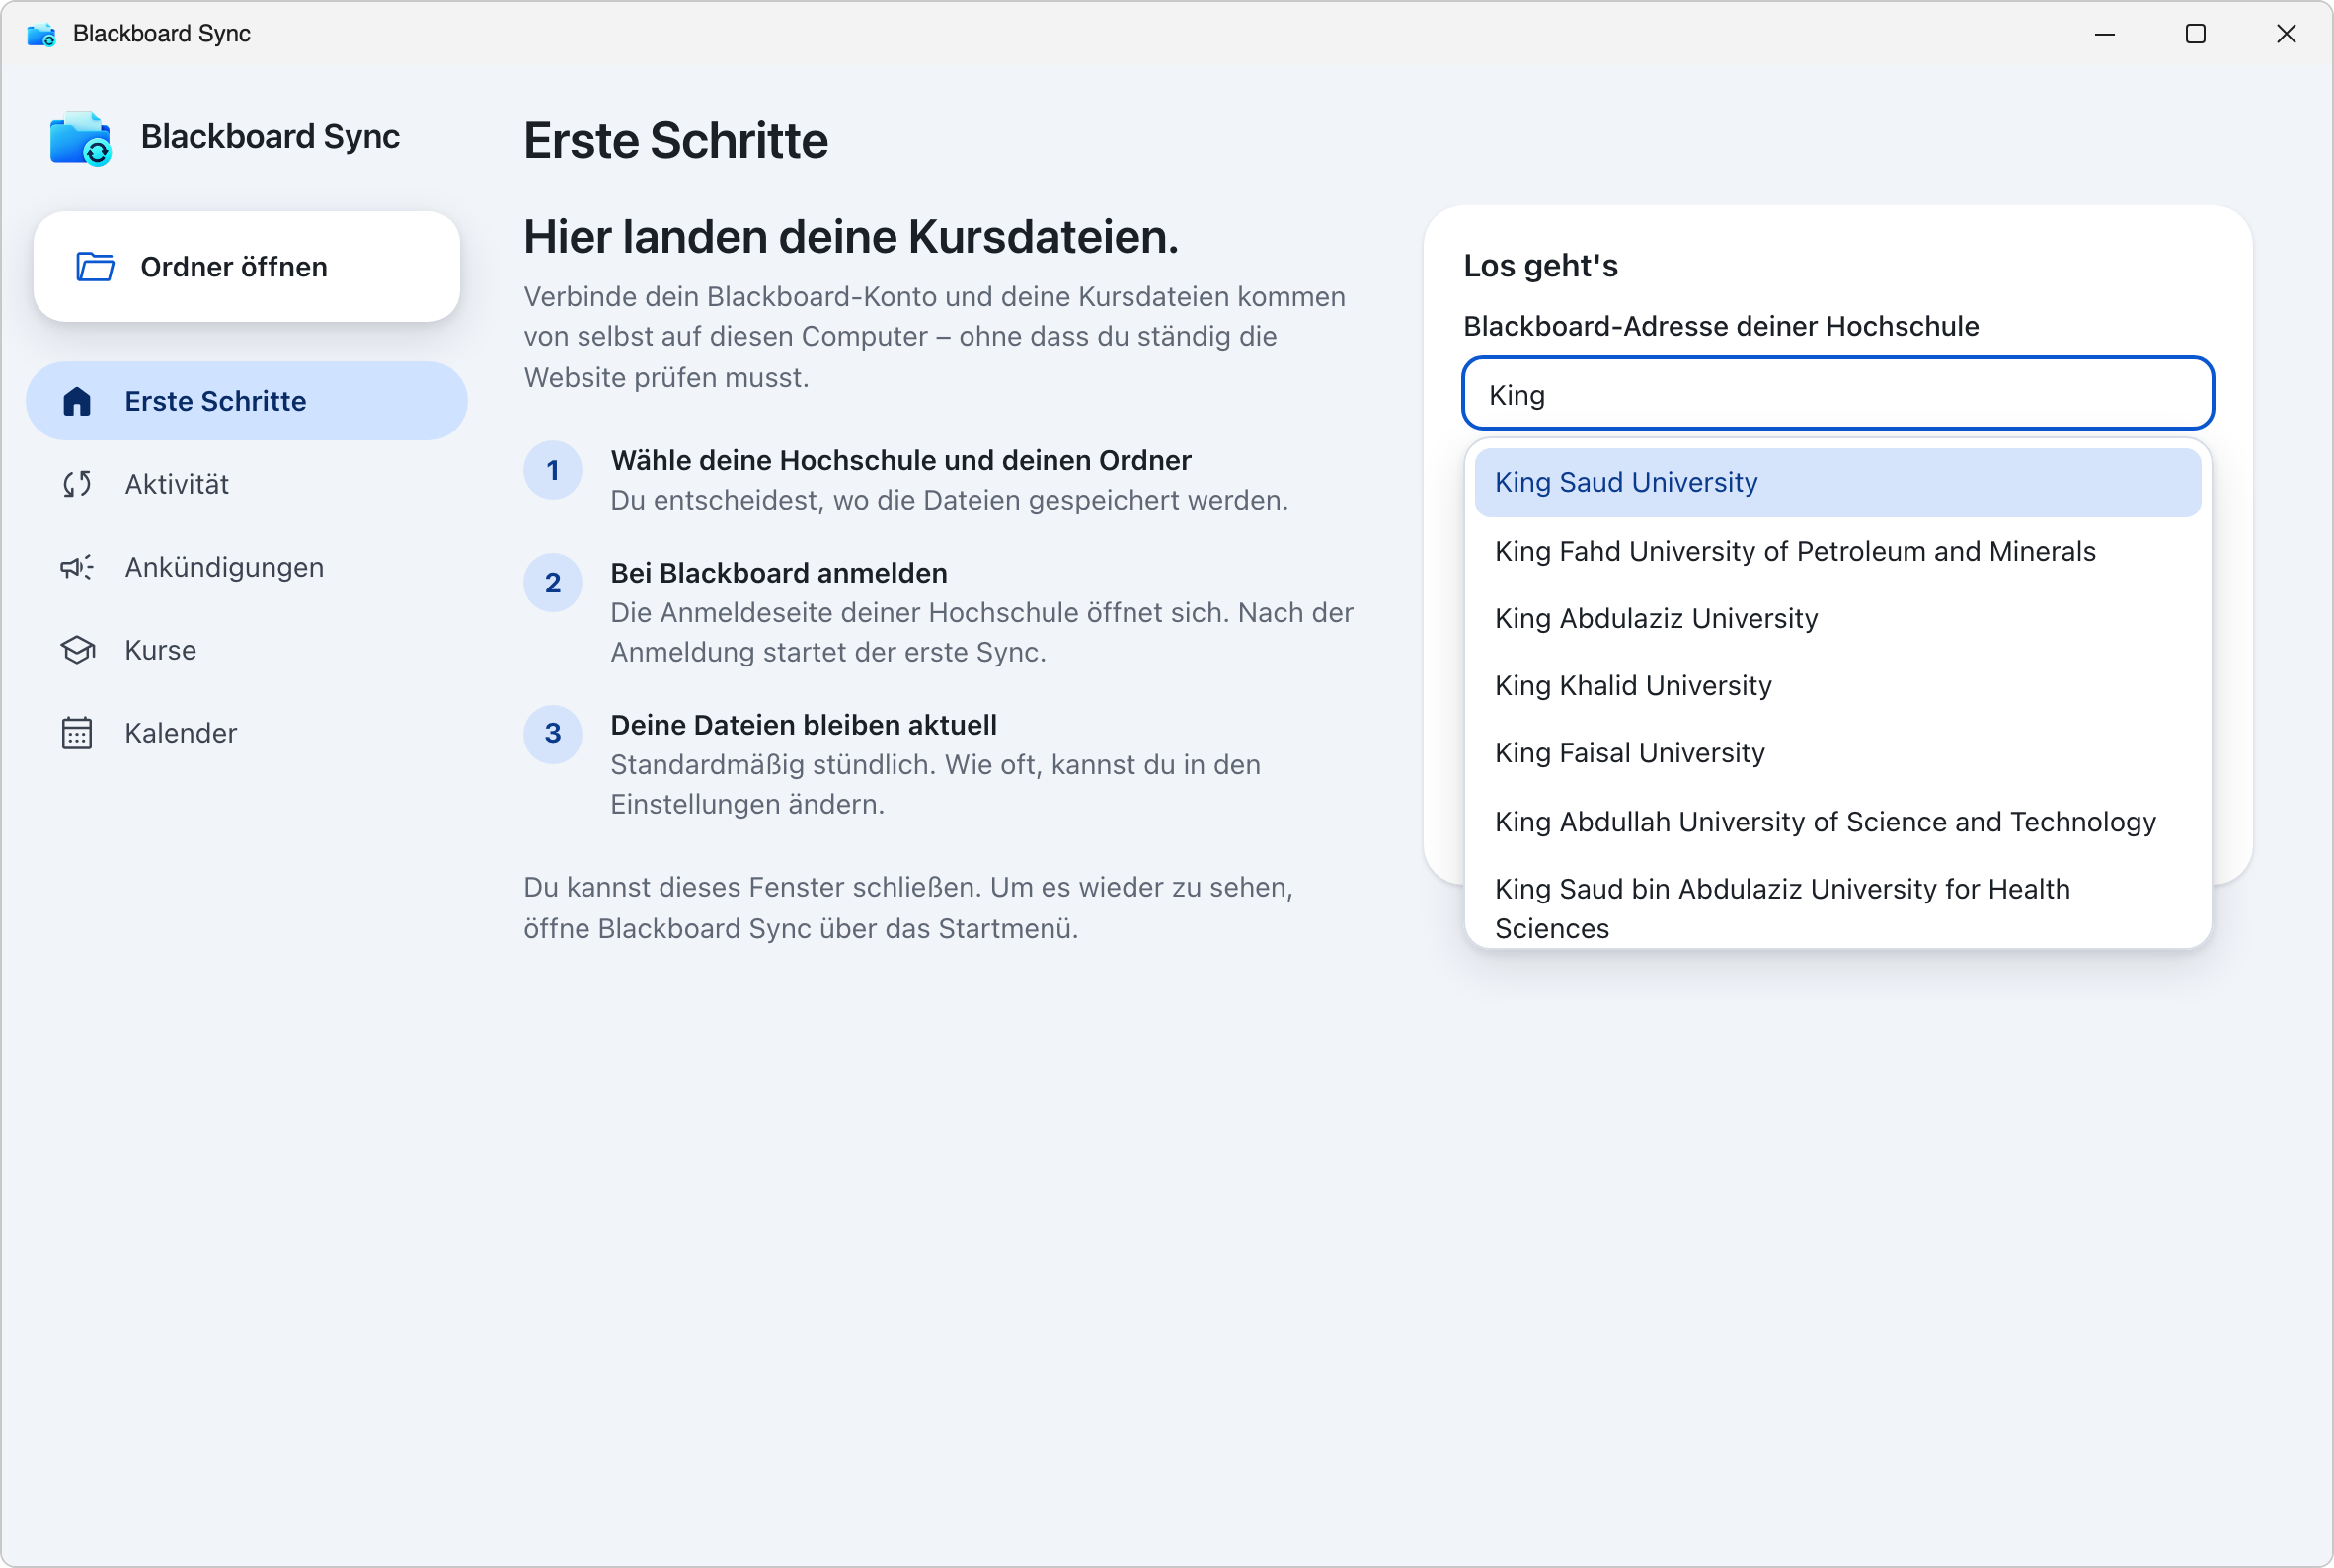 Blackboard Sync
Blackboard Sync
Ordner öffnen
Erste Schritte
Aktivität
Ankündigungen
Kurse
Kalender
Erste Schritte
Hier landen deine Kursdateien.
Verbinde dein Blackboard-Konto und deine Kursdateien kommen
von selbst auf diesen Computer – ohne dass du ständig die
Website prüfen musst.
1
Wähle deine Hochschule und deinen Ordner
Du entscheidest, wo die Dateien gespeichert werden.
2
Bei Blackboard anmelden
Die Anmeldeseite deiner Hochschule öffnet sich. Nach der
Anmeldung startet der erste Sync.
3
Deine Dateien bleiben aktuell
Standardmäßig stündlich. Wie oft, kannst du in den
Einstellungen ändern.
Du kannst dieses Fenster schließen. Um es wieder zu sehen,
öffne Blackboard Sync über das Startmenü.
Los geht's
Blackboard-Adresse deiner Hochschule
King
King Saud University
King Fahd University of Petroleum and Minerals
King Abdulaziz University
King Khalid University
King Faisal University
King Abdullah University of Science and Technology
King Saud bin Abdulaziz University for Health
Sciences